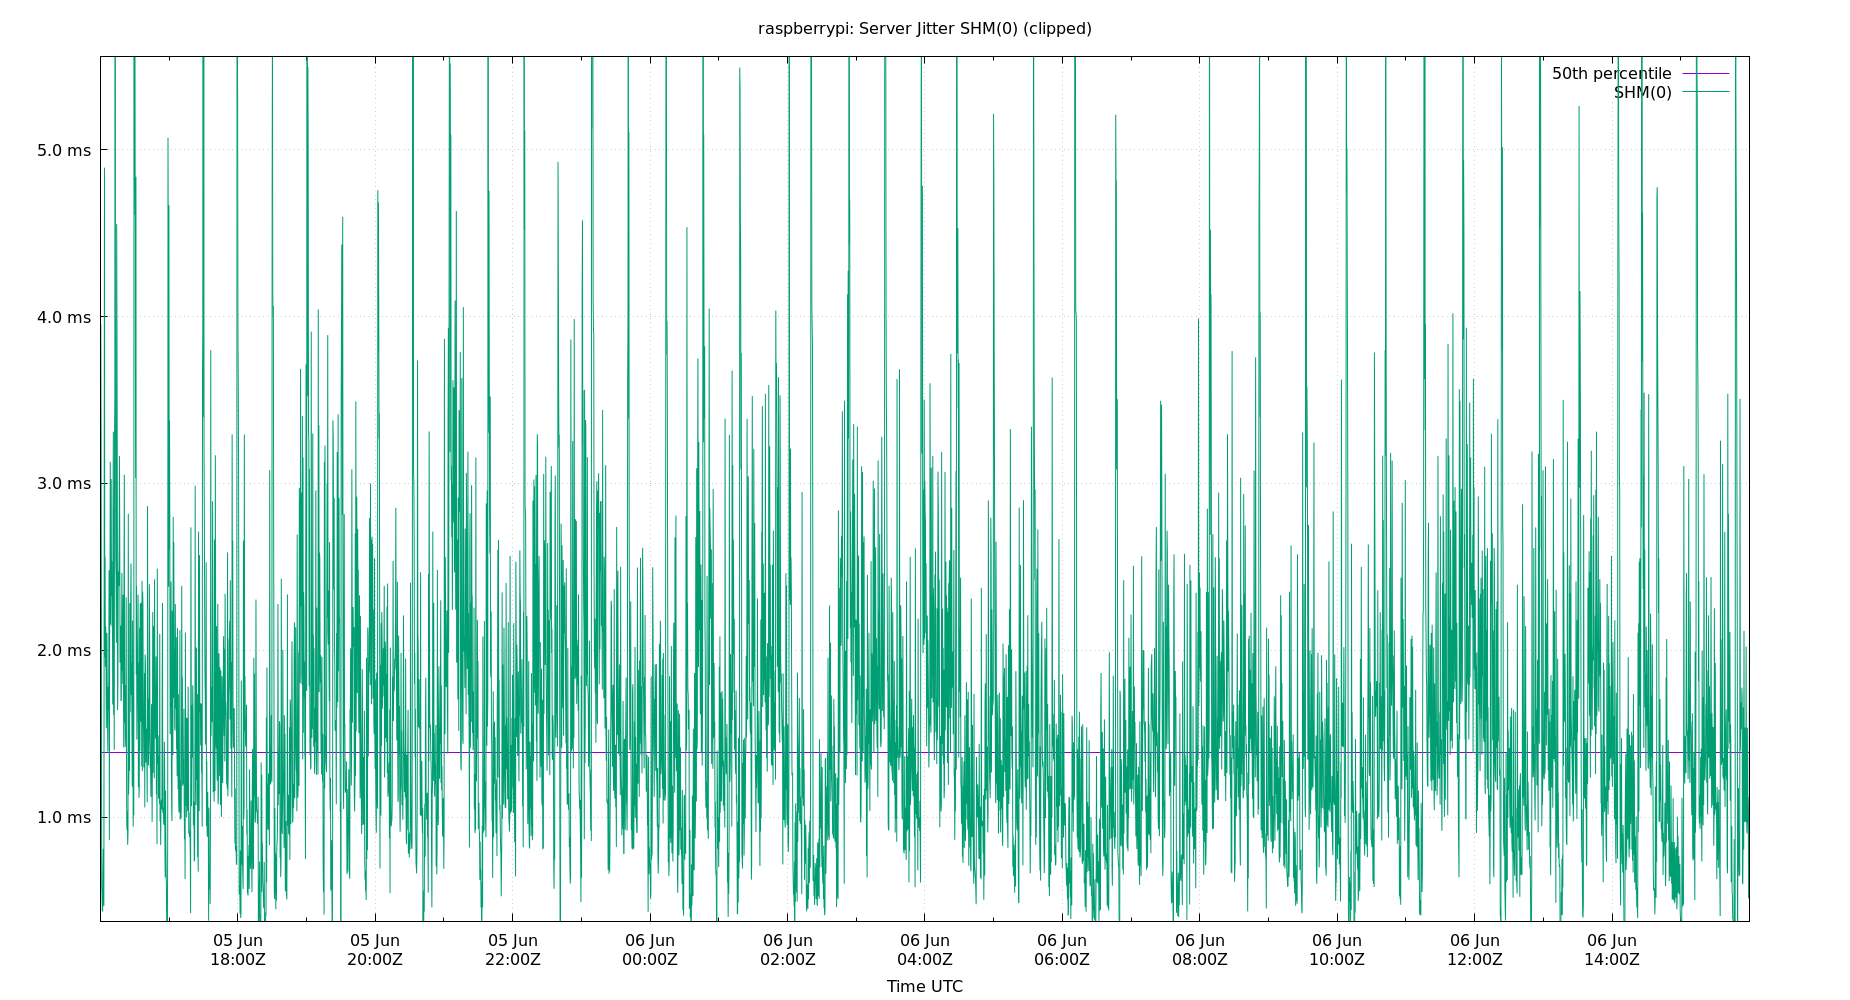 raspberrypi: Server Jitter SHM(0) (clipped)
50th percentile
SHM(0)
5.0 ms
4.0 ms
3.0 ms
2.0 ms
1.0 ms
05 Jun 05 Jun 05 Jun 06 Jun 06 Jun 06 Jun 06 Jun 06 Jun 06 Jun 06 Jun 06 Jun
18:00Z 20:00Z 22:00Z 00:00Z 02:00Z 04:00Z 06:00Z 08:00Z 10:00Z 12:00Z 14:00Z
Time UTC